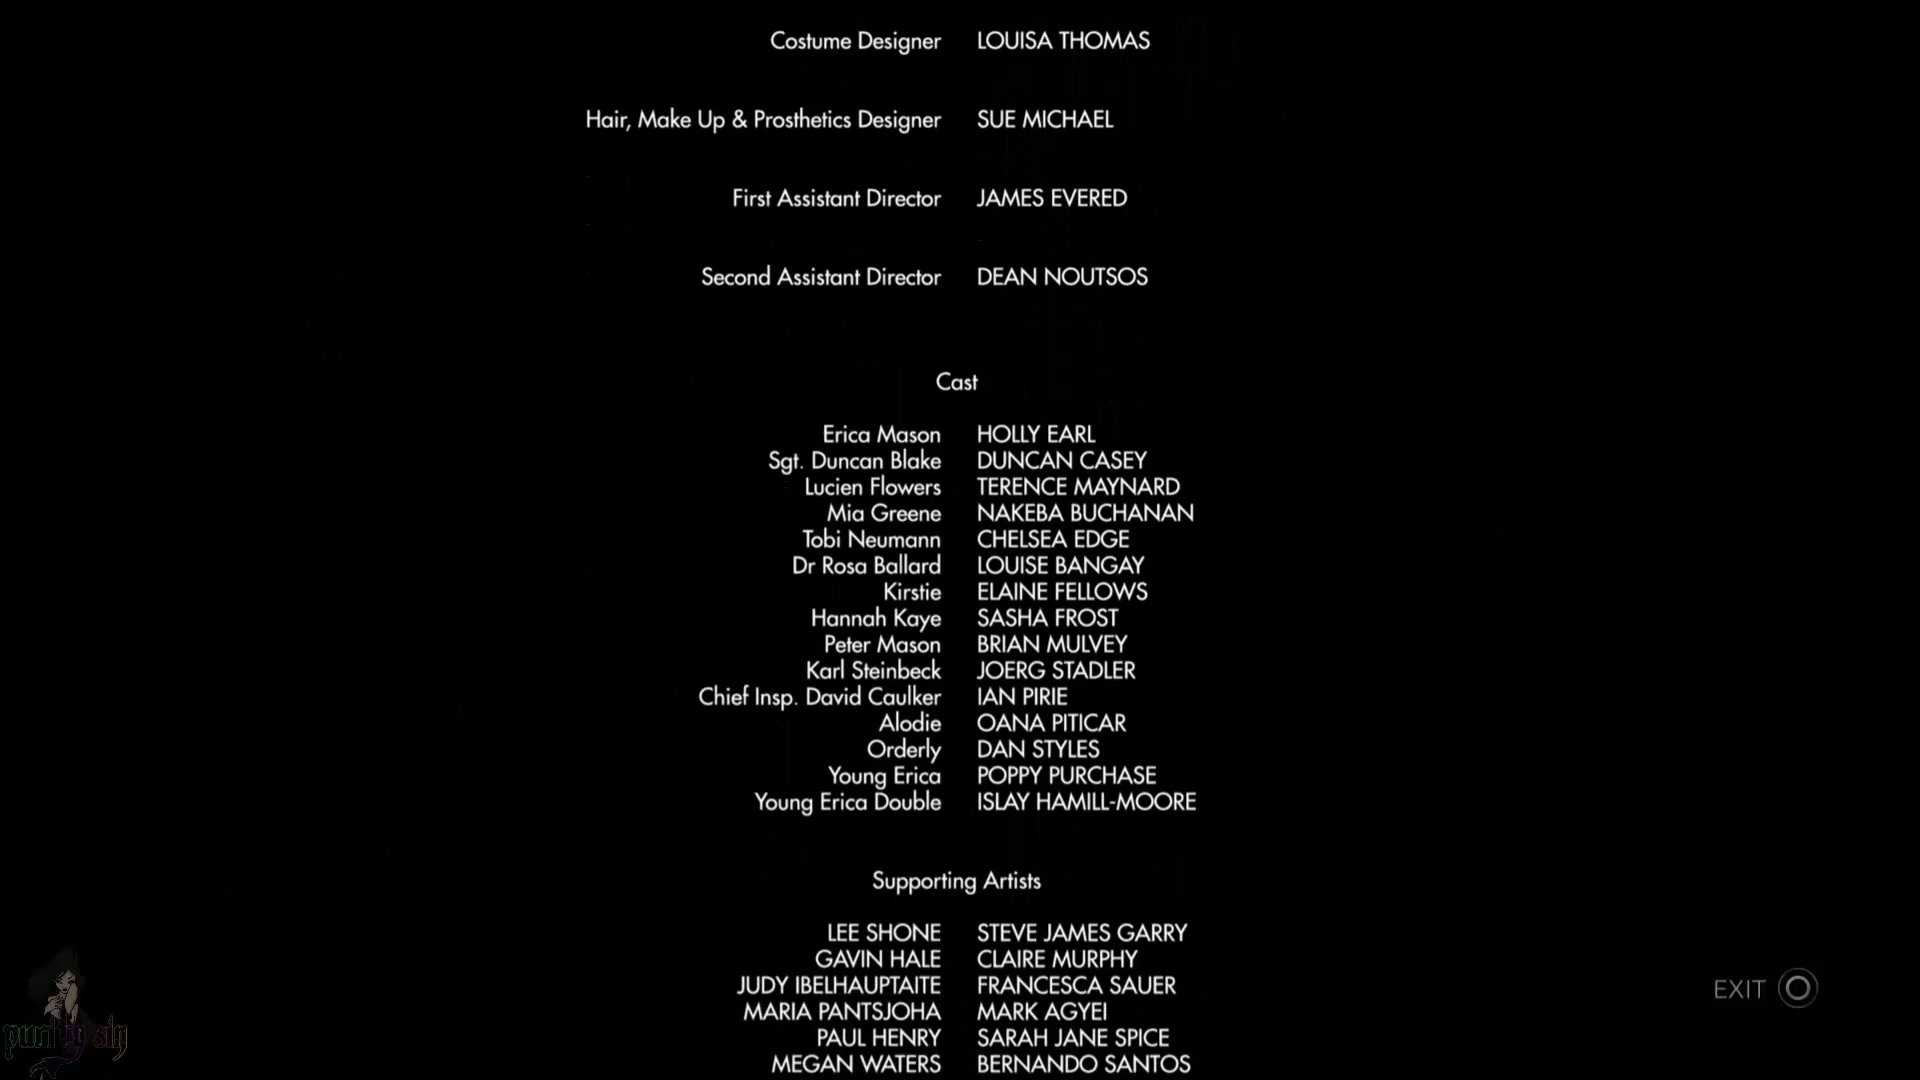 Costume Designer LOUISA THOMAS
Hair, Make Up & Prosthetics Designer SUE MICHAEL
First Assistant Director JAMES EVERED
Second Assistant Director DEAN NOUTSOS
Cast
Erica Mason HOLLY EARL
Sgt. Duncan Blake DUNCAN CASEY
Lucien Flowers TERENCE MAYNARD
Mia Greene NAKEBA BUCHANAN
Tobi Neumann CHELSEA EDGE
Dr Rosa Ballard LOUISE BANGAY
Kirstie ELAINE FELLOWS
Hannah Kaye SASHA FROST
Peter Mason BRIAN MULVEY
Karl Steinbeck JOERG STADLER
Chief Insp. David Caulker IAN PIRIE
Alodie OANA PITICAR
Orderly DAN STYLES
Young Erica POPPY PURCHASE
Young Erica Double ISLAY HAMILL-MOORE
Supporting Artists
LEE SHONE STEVE JAMES GARRY
GAVIN HALE CLAIRE MURPHY
JUDY IBELHAUPTAITE FRANCESCA SAUER
MARIA PANTSJOHA MARK AGYEI
PAUL HENRY SARAH JANE SPICE
MEGAN WATERS BERNANDO SANTOS
EXIT